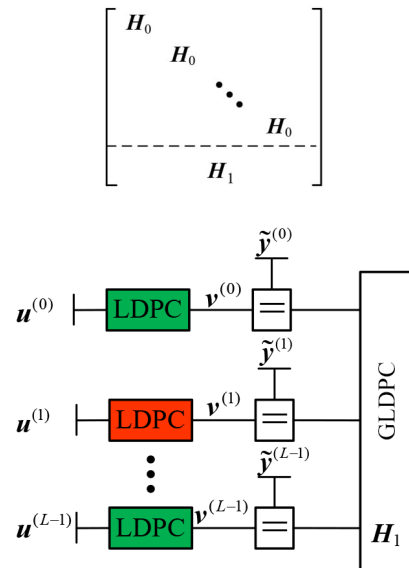 H₀
H₀
H₀
H₁
ỹ⁽⁰⁾
u⁽⁰⁾ LDPC v⁽⁰⁾ =
ỹ⁽¹⁾
u⁽¹⁾ LDPC v⁽¹⁾ =
ỹ⁽ᴸ⁻¹⁾
u⁽ᴸ⁻¹⁾ LDPC v⁽ᴸ⁻¹⁾ =
GLDPC
H₁